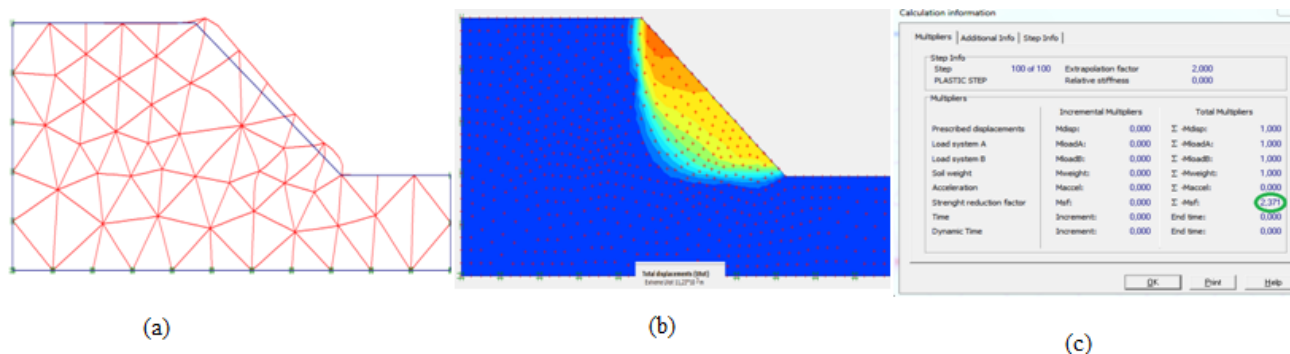 Calculation information
Multipliers | Additional Info | Step Info
Step Info
Step 100 of 100 Extrapolation factor 2,000
PLASTIC STEP Relative stiffness 0,000
Multipliers
Incremental Multipliers Total Multipliers
Prescribed displacements Mdisp: 0,000 Σ -Mdisp: 1,000
Load system A MloadA: 0,000 Σ -MloadA: 1,000
Load system B MloadB: 0,000 Σ -MloadB: 1,000
Soil weight Mweight: 0,000 Σ -Mweight: 1,000
Acceleration Maccel: 0,000 Σ -Maccel: 0,000
Strenght reduction factor Msf: 0,000 Σ -Msf: 2,371
Time Increment: 0,000 End time: 0,000
Dynamic Time Increment: 0,000 End time: 0,000
OK Print Help
Total displacements (Utot)
(a) (b) (c)